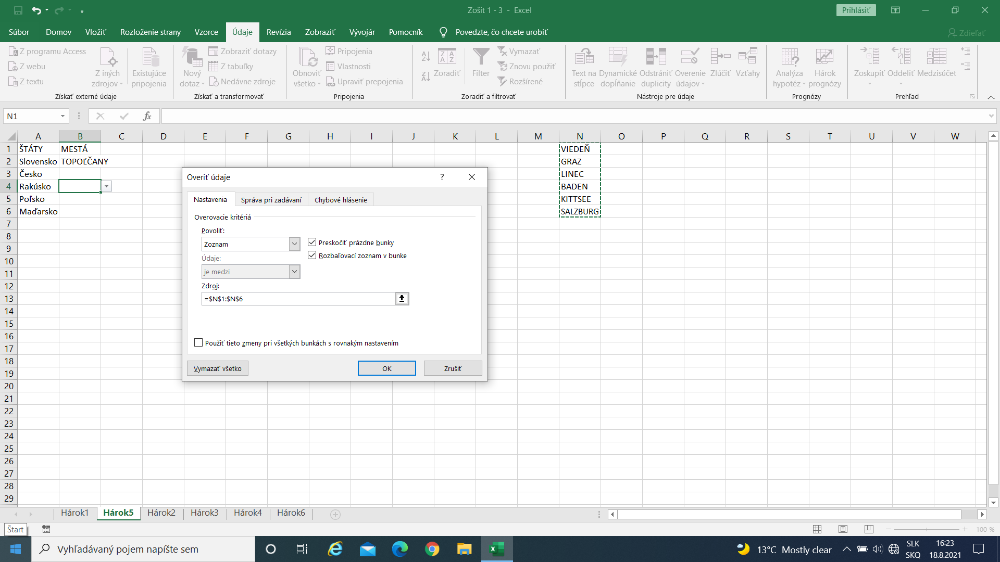 Zošit 1 - 3 - Excel
Prihlásiť
Súbor Domov Vložiť Rozloženie strany Vzorce Údaje Revízia Zobraziť Vývojár Pomocník Povedzte, čo chcete urobiť Zdieľať
Z programu Access
Z webu
Z textu
Z iných zdrojov
Existujúce pripojenia
Získať externé údaje
Nový dotaz
Zobraziť dotazy
Z tabuľky
Nedávne zdroje
Získať a transformovať
Obnoviť všetko
Pripojenia
Vlastnosti
Upraviť prepojenia
Pripojenia
Zoradiť
Filter
Vymazať
Znovu použiť
Rozšírené
Zoradiť a filtrovať
Text na stĺpce
Dynamické dopĺňanie
Odstrániť duplicity
Overenie údajov
Zlúčiť
Vzťahy
Nástroje pre údaje
Analýza hypotéz
Hárok prognózy
Prognózy
Zoskupiť
Oddeliť
Medzisúčet
Prehľad
N1
fx
A B C D E F G H I J K L M N O P Q R S T U V W
1 ŠTÁTY MESTÁ VIEDEŇ
2 Slovensko TOPOĽČANY GRAZ
3 Česko LINEC
4 Rakúsko BADEN
5 Poľsko KITTSEE
6 Maďarsko SALZBURG
7
8
9
10
11
12
13
14
15
16
17
18
19
20
21
22
23
24
25
26
27
28
29
Overiť údaje ?
Nastavenia Správa pri zadávaní Chybové hlásenie
Overovacie kritériá
Povoliť:
Zoznam
Preskočiť prázdne bunky
Rozbaľovací zoznam v bunke
Údaje:
je medzi
Zdroj:
=$N$1:$N$6
Použiť tieto zmeny pri všetkých bunkách s rovnakým nastavením
Vymazať všetko OK Zrušiť
Hárok1 Hárok5 Hárok2 Hárok3 Hárok4 Hárok6
Štart
100 %
Vyhľadávaný pojem napíšte sem
13°C Mostly clear
SLK
SKQ
16:23
18.8.2021